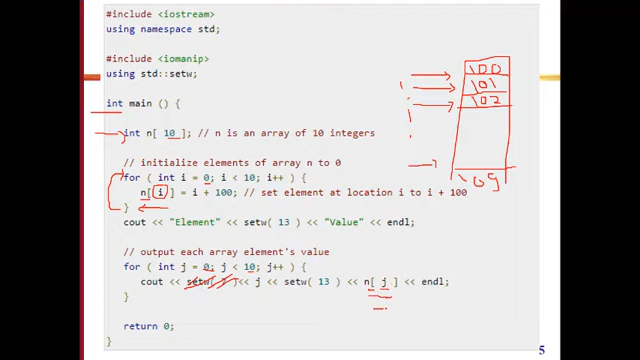 #include <iostream>
using namespace std;
#include <iomanip>
using std::setw;
int main () {
int n[ 10 ]; // n is an array of 10 integers
// initialize elements of array n to 0
for ( int i = 0; i < 10; i++ ) {
n[ i ] = i + 100; // set element at location i to i + 100
}
cout << "Element" << setw( 13 ) << "Value" << endl;
// output each array element's value
for ( int j = 0; j < 10; j++ ) {
cout << setw( ) << j << setw( 13 ) << n[ j ] << endl;
}
return 0;
}
100
101
102
109
5